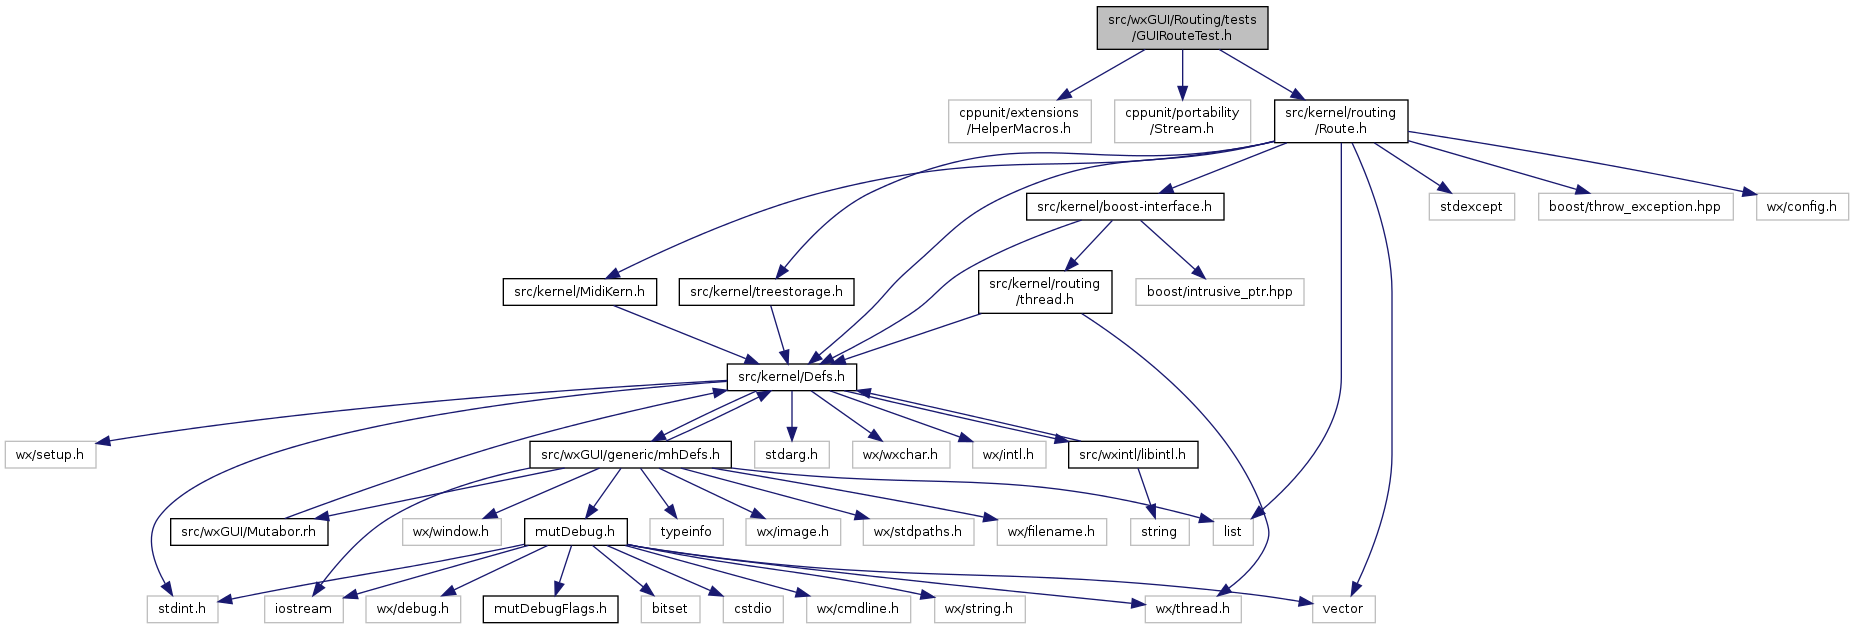 src/wxGUI/Routing/tests
/GUIRouteTest.h
cppunit/extensions
/HelperMacros.h
cppunit/portability
/Stream.h
src/kernel/routing
/Route.h
src/kernel/boost-interface.h
stdexcept
boost/throw_exception.hpp
wx/config.h
src/kernel/MidiKern.h
src/kernel/treestorage.h
src/kernel/routing
/thread.h
boost/intrusive_ptr.hpp
src/kernel/Defs.h
wx/setup.h
src/wxGUI/generic/mhDefs.h
stdarg.h
wx/wxchar.h
wx/intl.h
src/wxintl/libintl.h
src/wxGUI/Mutabor.rh
wx/window.h
mutDebug.h
typeinfo
wx/image.h
wx/stdpaths.h
wx/filename.h
string
list
stdint.h
iostream
wx/debug.h
mutDebugFlags.h
bitset
cstdio
wx/cmdline.h
wx/string.h
wx/thread.h
vector